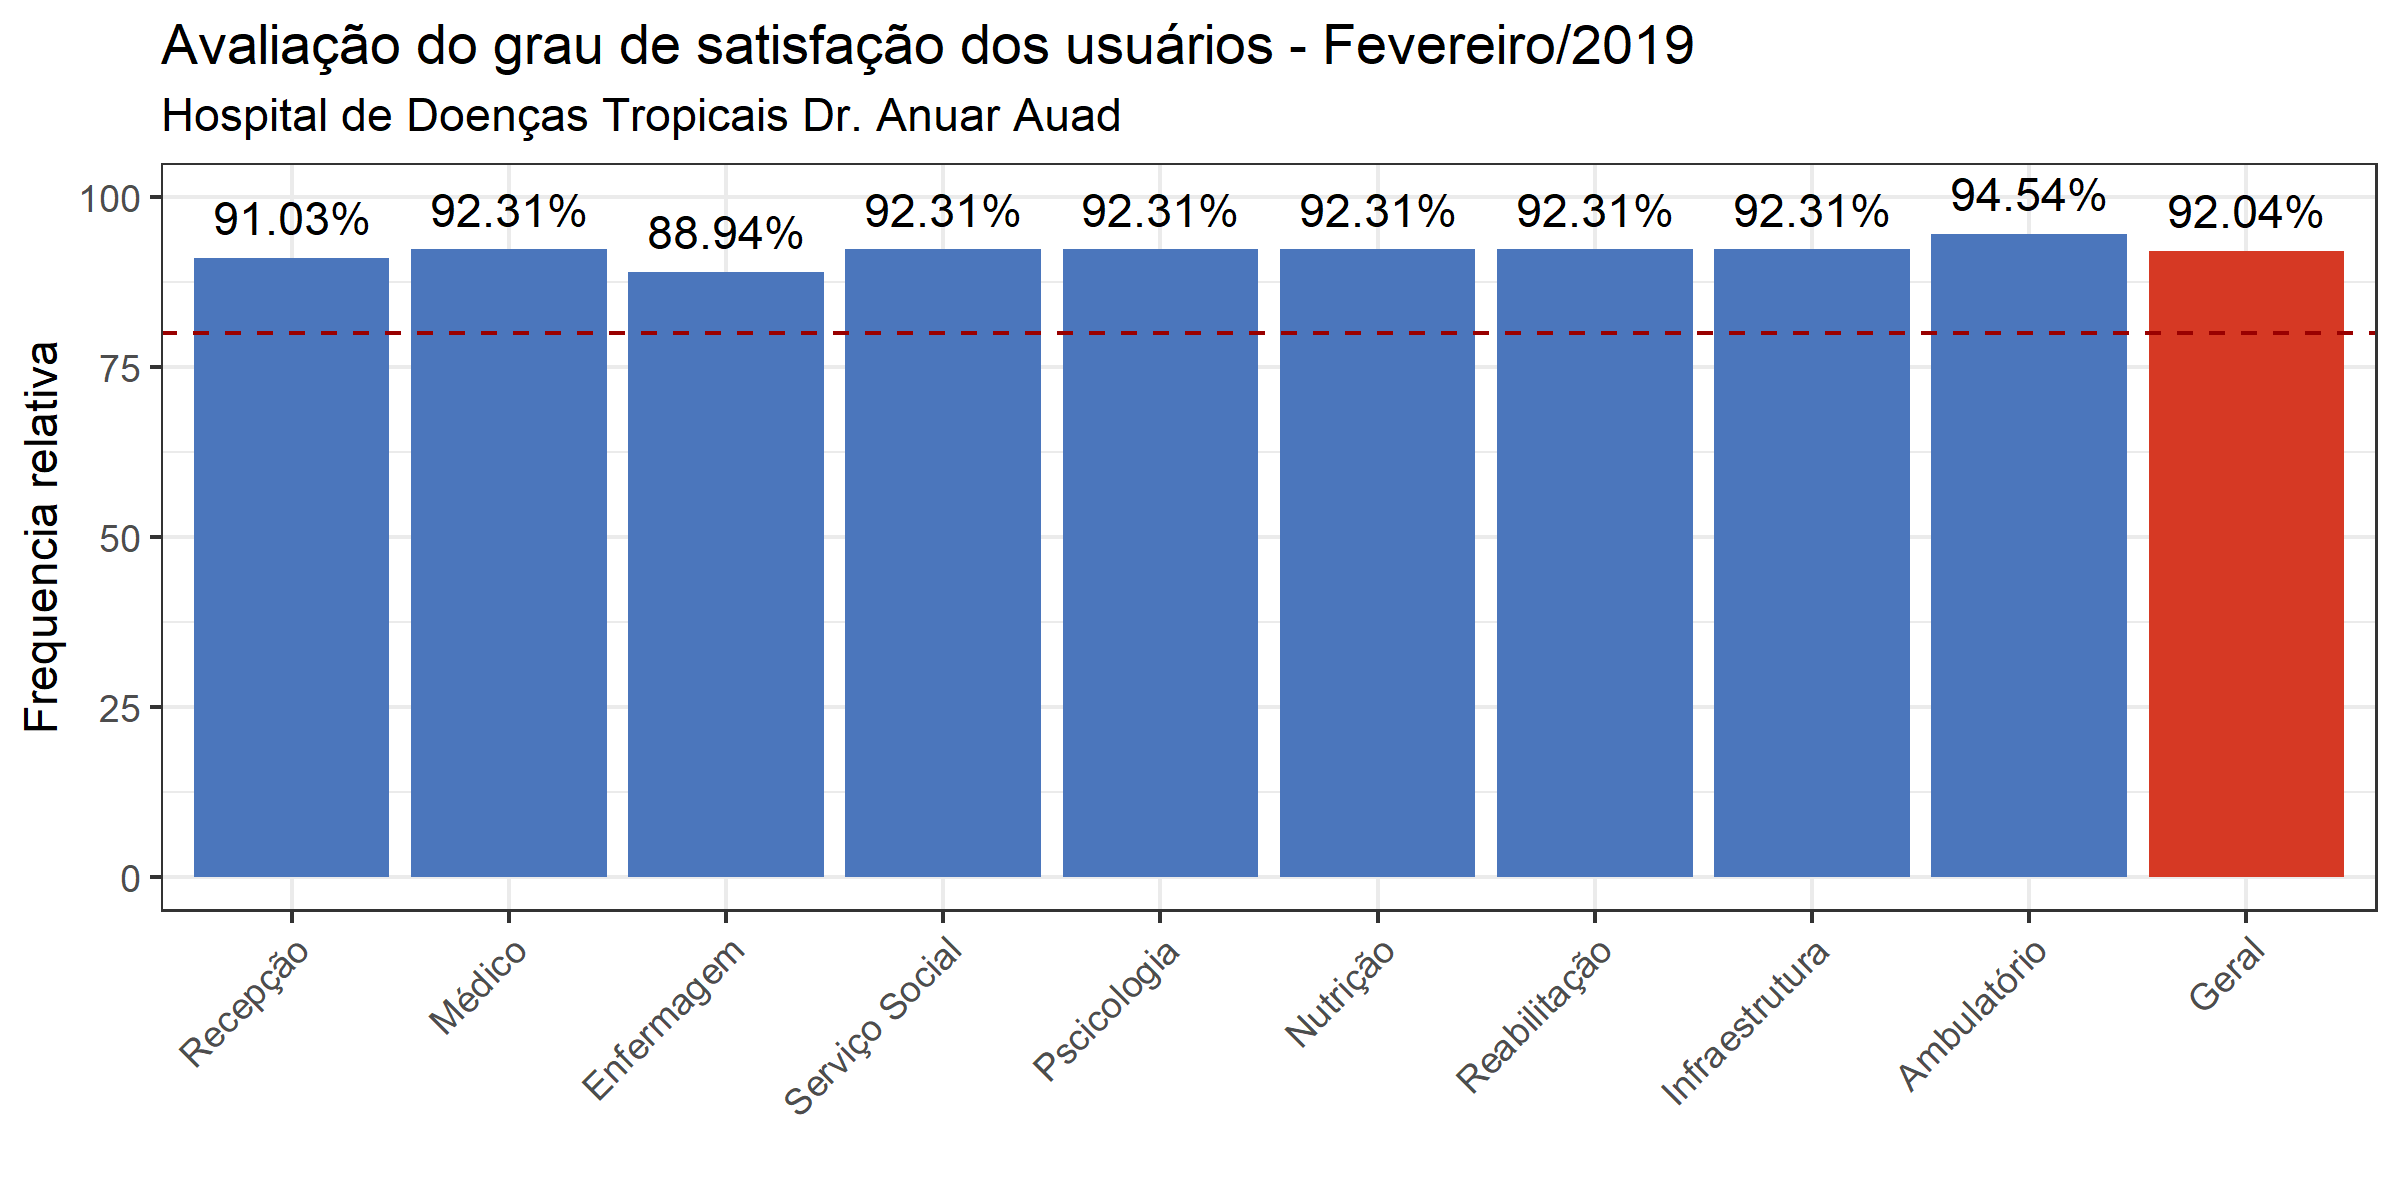 Avaliação do grau de satisfação dos usuários - Fevereiro/2019
Hospital de Doenças Tropicais Dr. Anuar Auad
Frequencia relativa
100
75
50
25
0
91.03%
92.31%
88.94%
92.31%
92.31%
92.31%
92.31%
92.31%
94.54%
92.04%
Recepção
Médico
Enfermagem
Serviço Social
Pscicologia
Nutrição
Reabilitação
Infraestrutura
Ambulatório
Geral